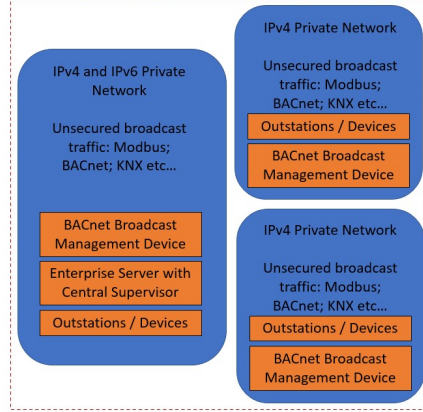 IPv4 and IPv6 Private
Network
Unsecured broadcast
traffic: Modbus;
BACnet; KNX etc...
BACnet Broadcast
Management Device
Enterprise Server with
Central Supervisor
Outstations / Devices
IPv4 Private Network
Unsecured broadcast
traffic: Modbus;
BACnet; KNX etc...
Outstations / Devices
BACnet Broadcast
Management Device
IPv4 Private Network
Unsecured broadcast
traffic: Modbus;
BACnet; KNX etc...
Outstations / Devices
BACnet Broadcast
Management Device